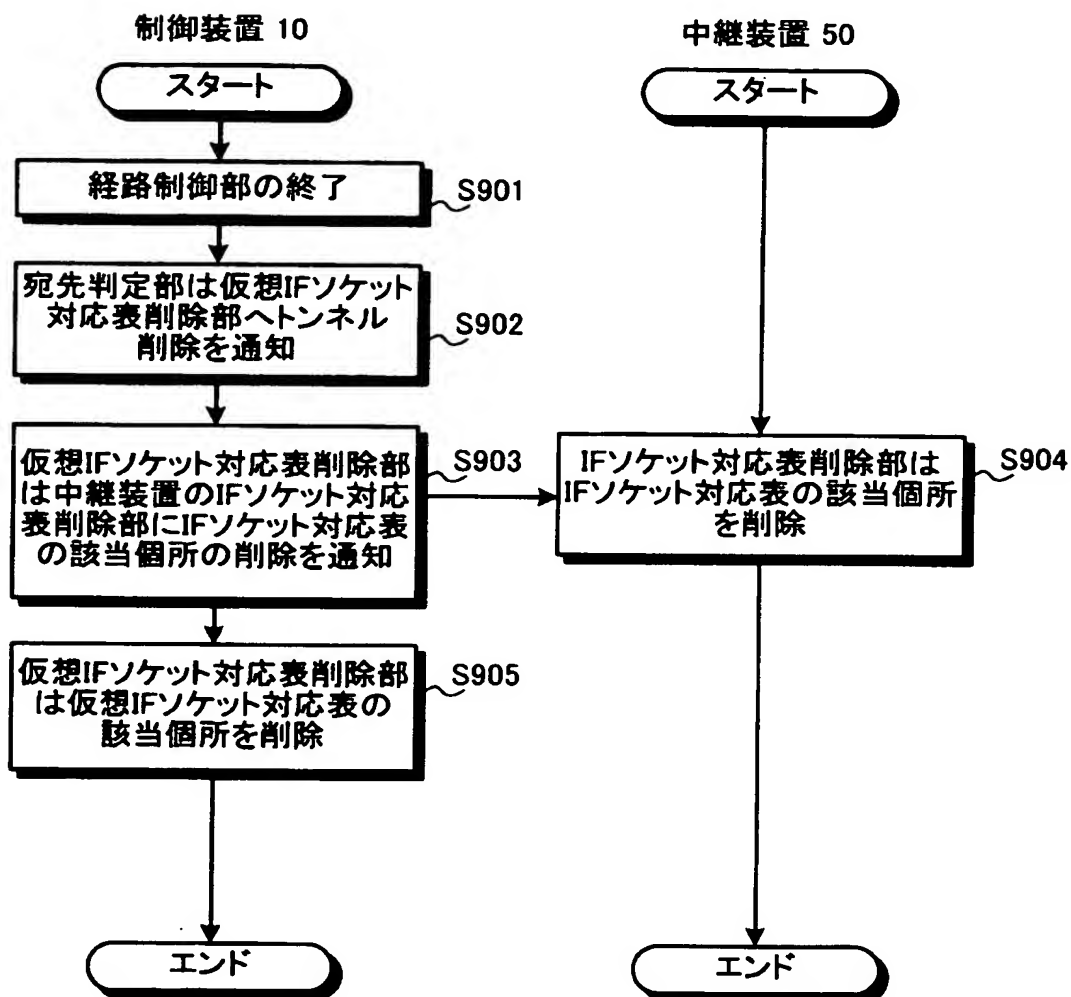 制御装置 10
スタート
経路制御部の終了
S901
宛先判定部は仮想IFソケット
対応表削除部へトンネル
削除を通知
S902
仮想IFソケット対応表削除部
は中継装置のIFソケット対応
表削除部にIFソケット対応表
の該当個所の削除を通知
S903
仮想IFソケット対応表削除部
は仮想IFソケット対応表の
該当個所を削除
S905
エンド
中継装置 50
スタート
IFソケット対応表削除部は
IFソケット対応表の該当個所
を削除
S904
エンド